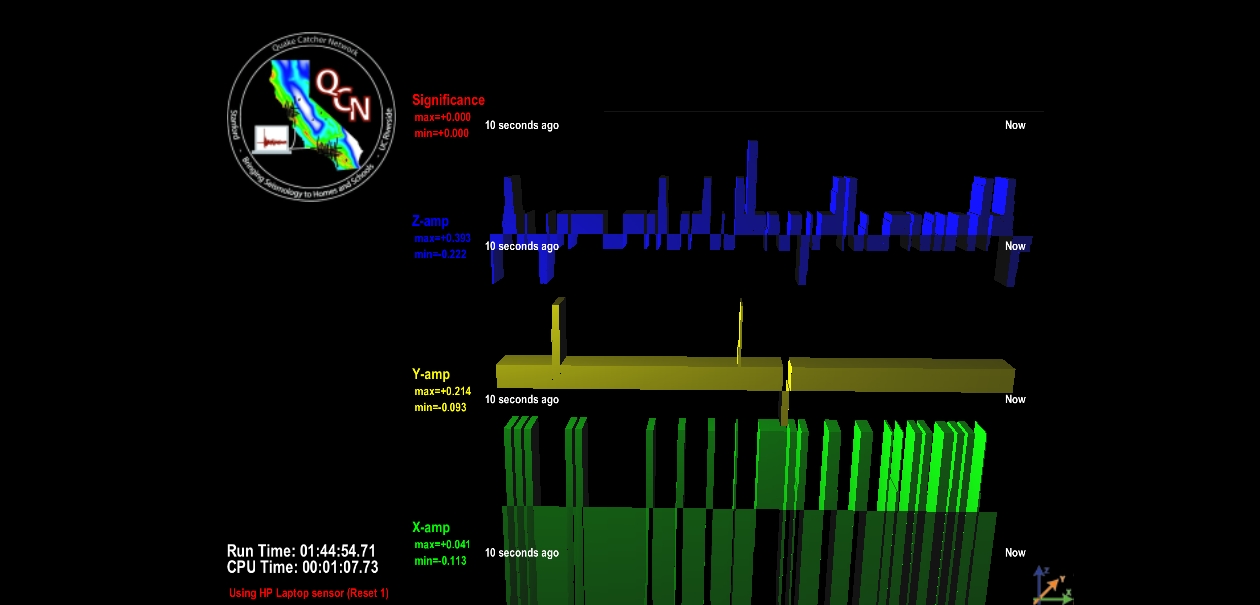 Quake Catcher Network
QCN
Stanford
UC Riverside
Bringing Seismology to Homes and Schools
Significance
max=+0.000
min=+0.000
10 seconds ago
Now
Z-amp
max=+0.393
min=-0.222
10 seconds ago
Now
Y-amp
max=+0.214
min=-0.093
10 seconds ago
Now
X-amp
max=+0.041
min=-0.113
10 seconds ago
Now
Run Time: 01:44:54.71
CPU Time: 00:01:07.73
Using HP Laptop sensor (Reset 1)
Z
Y
X